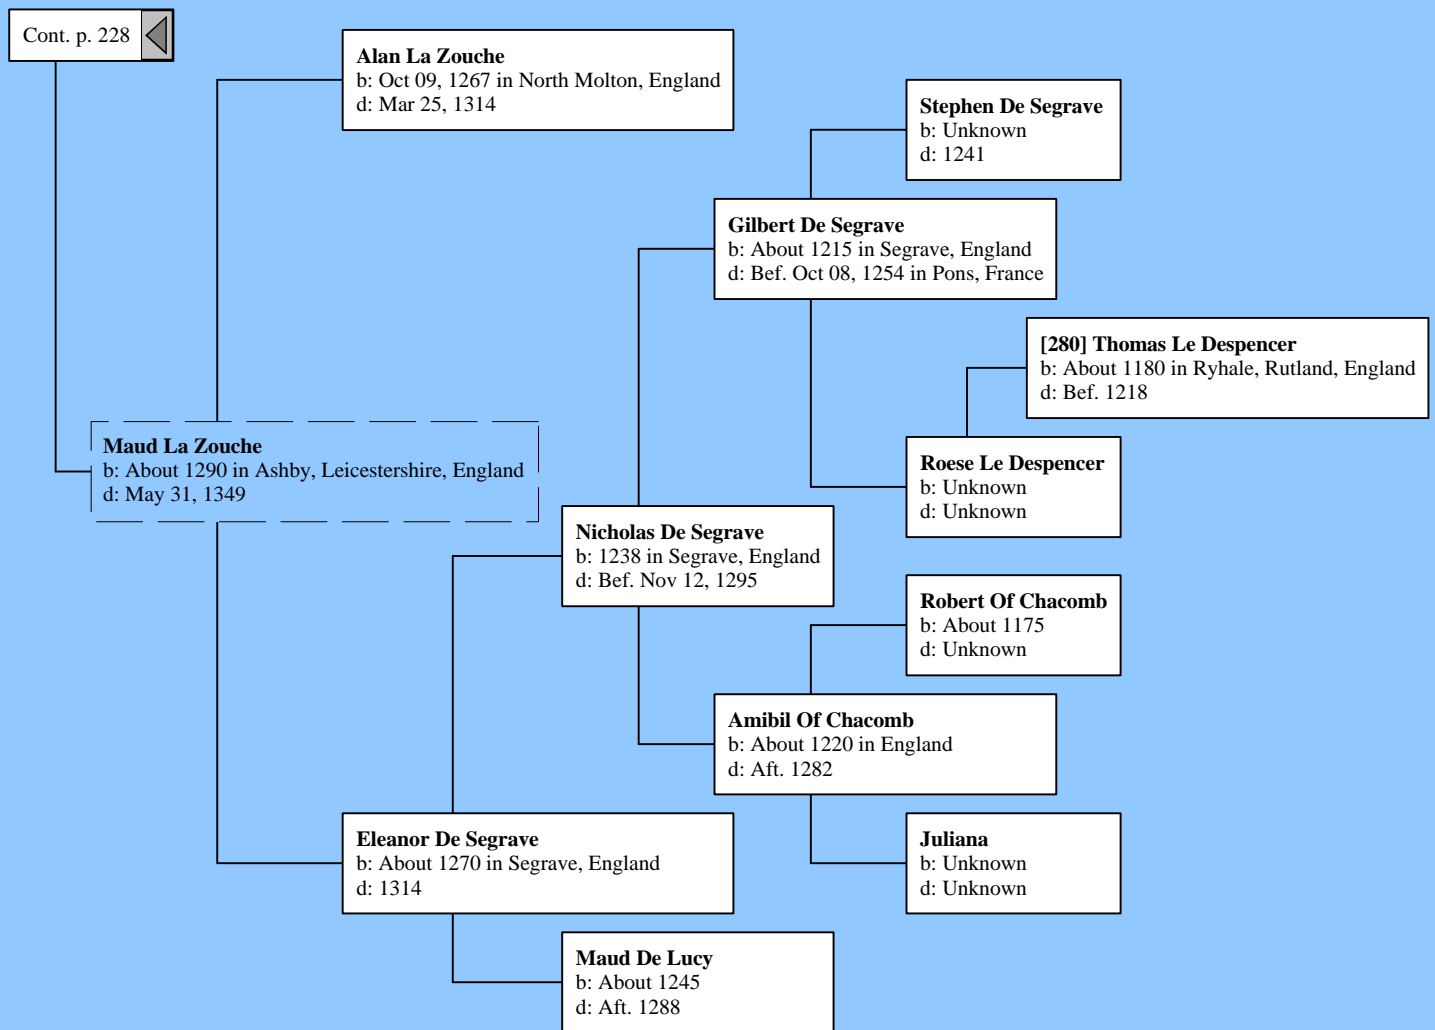 Cont. p. 228
Alan La Zouche
b: Oct 09, 1267 in North Molton, England
d: Mar 25, 1314
Stephen De Segrave
b: Unknown
d: 1241
Gilbert De Segrave
b: About 1215 in Segrave, England
d: Bef. Oct 08, 1254 in Pons, France
[280] Thomas Le Despencer
b: About 1180 in Ryhale, Rutland, England
d: Bef. 1218
Maud La Zouche
b: About 1290 in Ashby, Leicestershire, England
d: May 31, 1349
Roese Le Despencer
b: Unknown
d: Unknown
Nicholas De Segrave
b: 1238 in Segrave, England
d: Bef. Nov 12, 1295
Robert Of Chacomb
b: About 1175
d: Unknown
Amibil Of Chacomb
b: About 1220 in England
d: Aft. 1282
Eleanor De Segrave
b: About 1270 in Segrave, England
d: 1314
Juliana
b: Unknown
d: Unknown
Maud De Lucy
b: About 1245
d: Aft. 1288